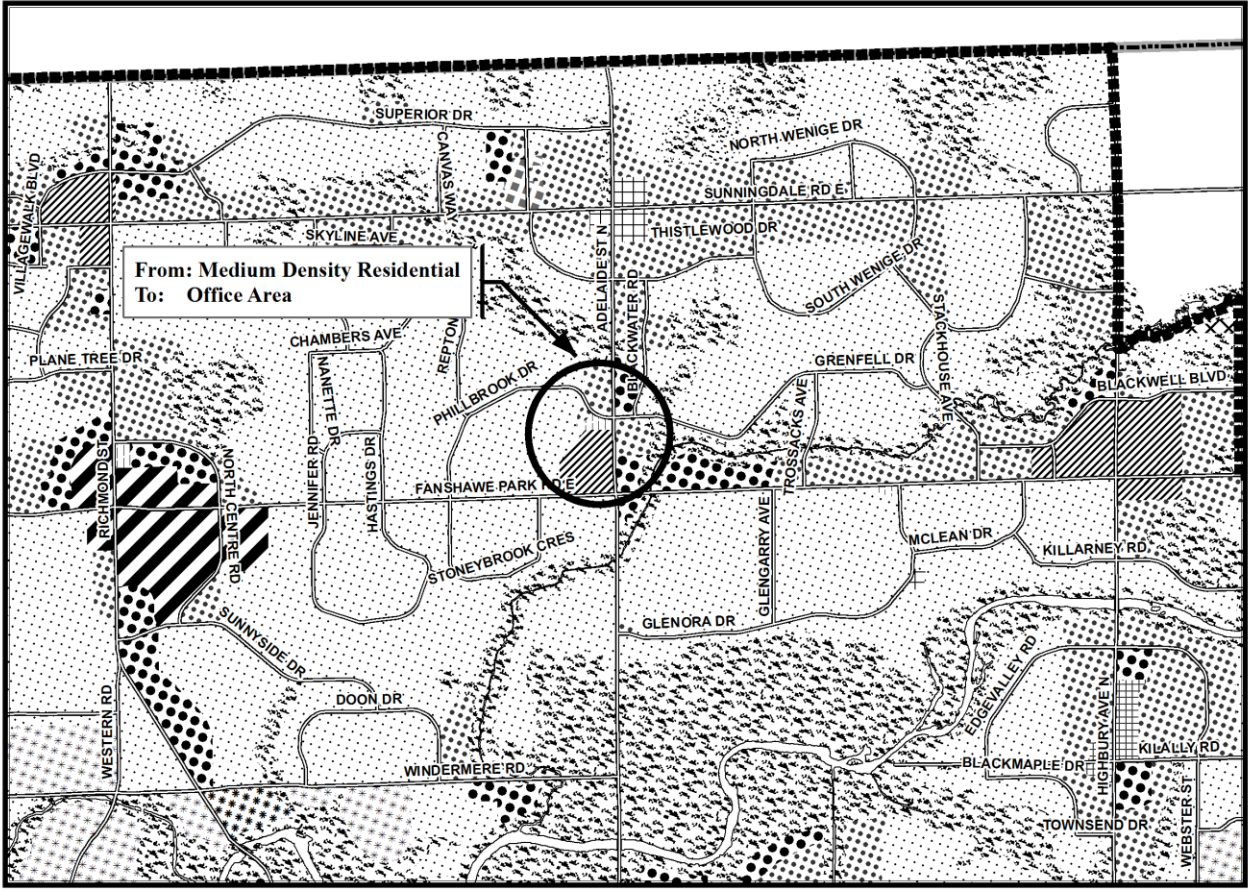 SUPERIOR DR
CANVAS WAY
NORTH WENIGE DR
VILLAGEWALK BLVD
SUNNINGDALE RD E
SKYLINE AVE
ADELAIDE ST N
THISTLEWOOD DR
From: Medium Density Residential
To: Office Area
SOUTH WENIGE DR
BLACKWATER RD
STACKHOUSE AVE
CHAMBERS AVE
REPTON
PLANE TREE DR
NANETTE DR
PHILLBROOK DR
GRENFELL DR
BLACKWELL BLVD
TROSSACKS AVE
RICHMOND ST
NORTH CENTRE RD
JENNIFER RD
HASTINGS DR
FANSHAWE PARK RD E
GLENGARRY AVE
MCLEAN DR
KILLARNEY RD
STONEYBROOK CRES
SUNNYSIDE DR
GLENORA DR
EDGEVALLEY RD
WESTERN RD
DOON DR
HIGHBURY AVE N
KILALLY RD
WINDERMERE RD
BLACKMAPLE DR
WEBSTER ST
TOWNSEND DR